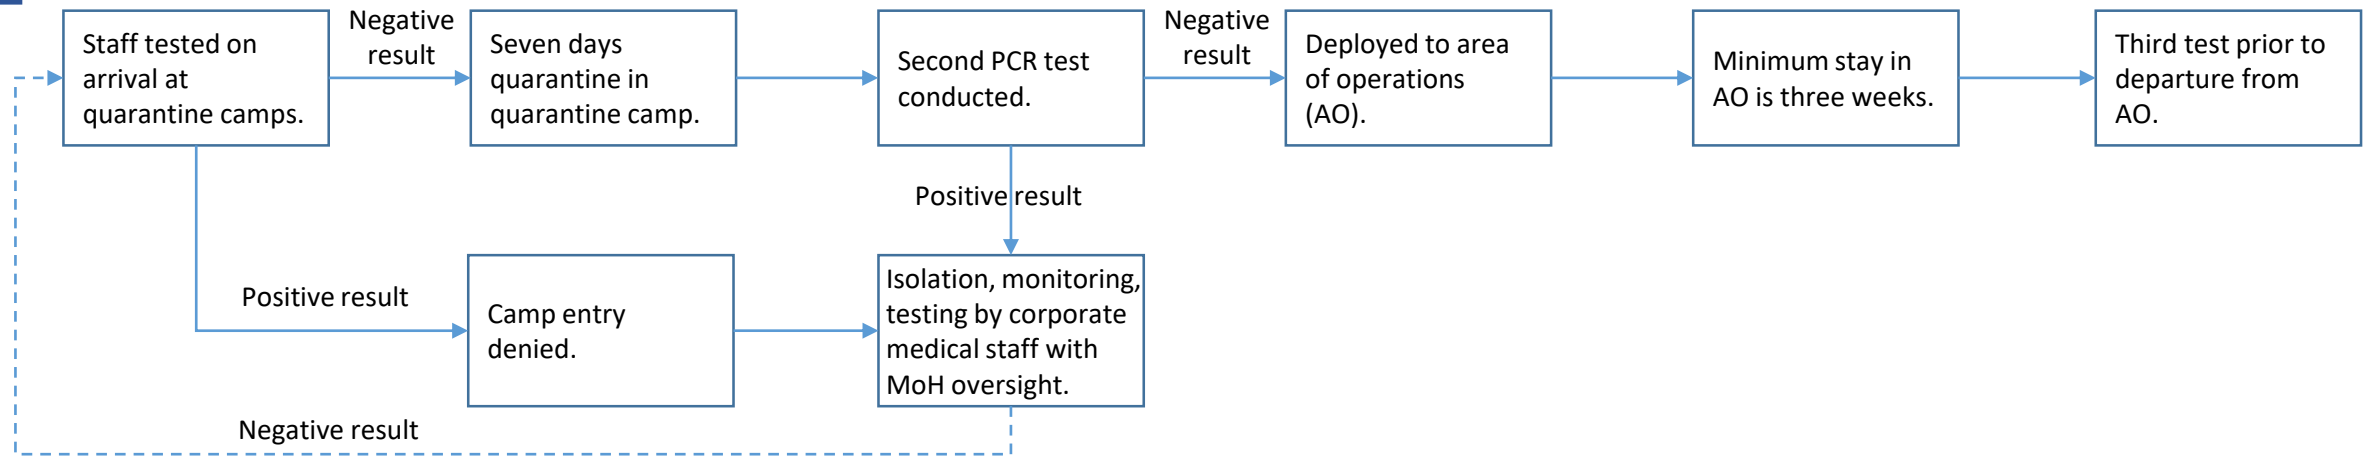 Staff tested on
arrival at
quarantine camps.
Negative
result
Seven days
quarantine in
quarantine camp.
Second PCR test
conducted.
Negative
result
Deployed to area
of operations
(AO).
Minimum stay in
AO is three weeks.
Third test prior to
departure from
AO.
Positive result
Positive result
Camp entry
denied.
Isolation, monitoring,
testing by corporate
medical staff with
MoH oversight.
Negative result